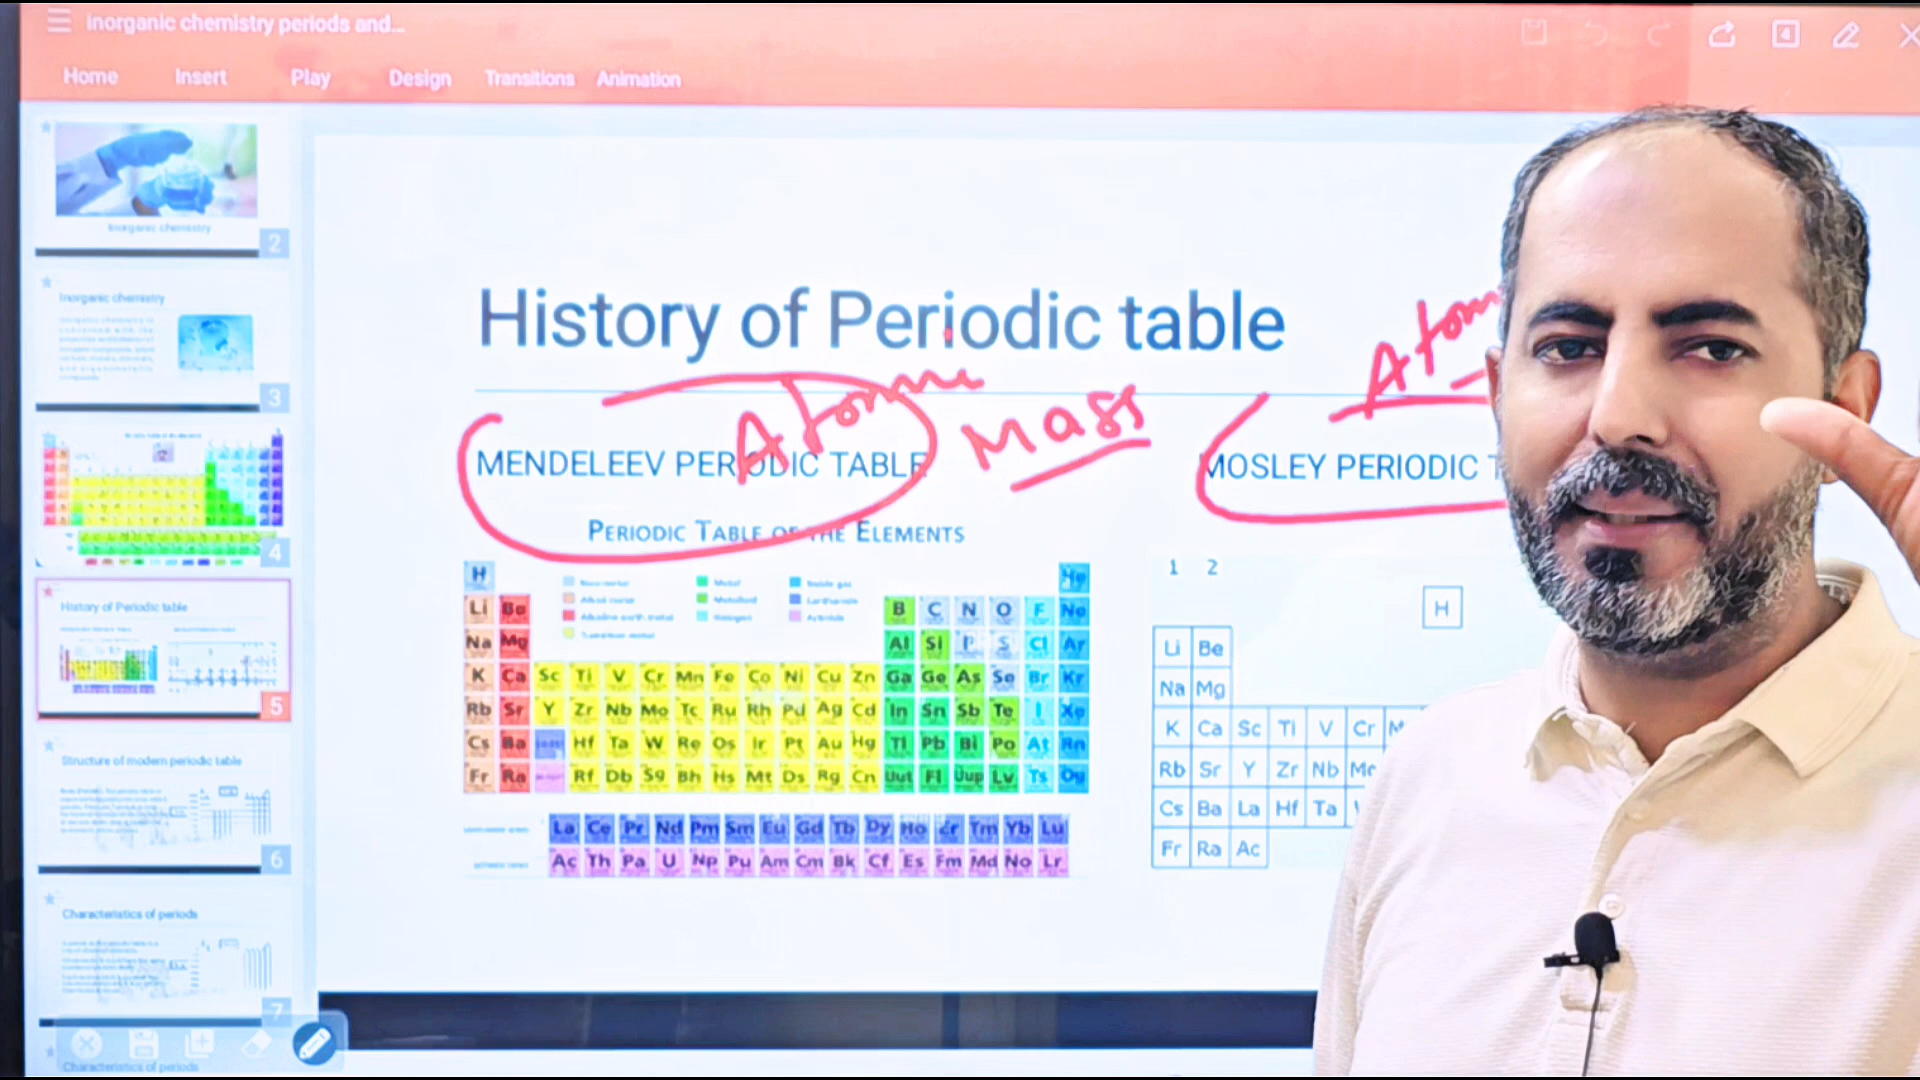 inorganic chemistry periods and...
4
Home Insert Play Design Transitions Animation
Inorganic chemistry
2
Inorganic chemistry
3
4
History of Periodic table
5
Structure of modern periodic table
6
Characteristics of periods
7
Characteristics of periods
History of Periodic table
Atomic Mass
MENDELEEV PERIODIC TABLE
PERIODIC TABLE OF THE ELEMENTS
H He
Li Be B C N O F Ne
Na Mg Al Si P S Cl Ar
K Ca Sc Ti V Cr Mn Fe Co Ni Cu Zn Ga Ge As Se Br Kr
Rb Sr Y Zr Nb Mo Tc Ru Rh Pd Ag Cd In Sn Sb Te I Xe
Cs Ba Hf Ta W Re Os Ir Pt Au Hg Tl Pb Bi Po At Rn
Fr Ra Rf Db Sg Bh Hs Mt Ds Rg Cn Uut Fl Uup Lv Ts Og
La Ce Pr Nd Pm Sm Eu Gd Tb Dy Ho Er Tm Yb Lu
Ac Th Pa U Np Pu Am Cm Bk Cf Es Fm Md No Lr
Atom
MOSLEY PERIODIC T
1 2
H
Li Be
Na Mg
K Ca Sc Ti V Cr M
Rb Sr Y Zr Nb Mo
Cs Ba La Hf Ta
Fr Ra Ac